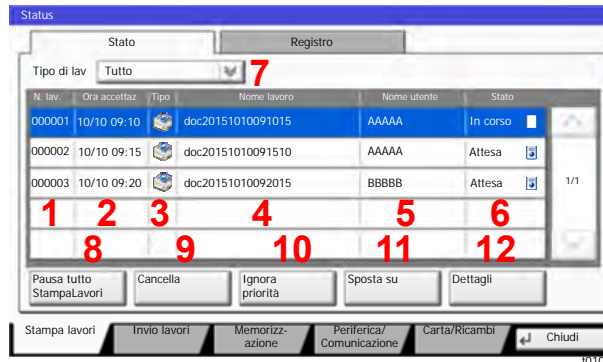 Status
Stato Registro
Tipo di lav Tutto 7
N. lav. Ora accettaz Tipo Nome lavoro Nome utente Stato
000001 10/10 09:10 doc20151010091015 AAAAA In corso
000002 10/10 09:15 doc20151010091510 AAAAA Attesa
000003 10/10 09:20 doc20151010092015 BBBBB Attesa 1/1
1 2 3 4 5 6
8 9 10 11 12
Pausa tutto Cancella Ignora Sposta su Dettagli
StampaLavori priorità
Stampa lavori Invio lavori Memorizz- Periferica/ Carta/Ricambi Chiudi
azione Comunicazione